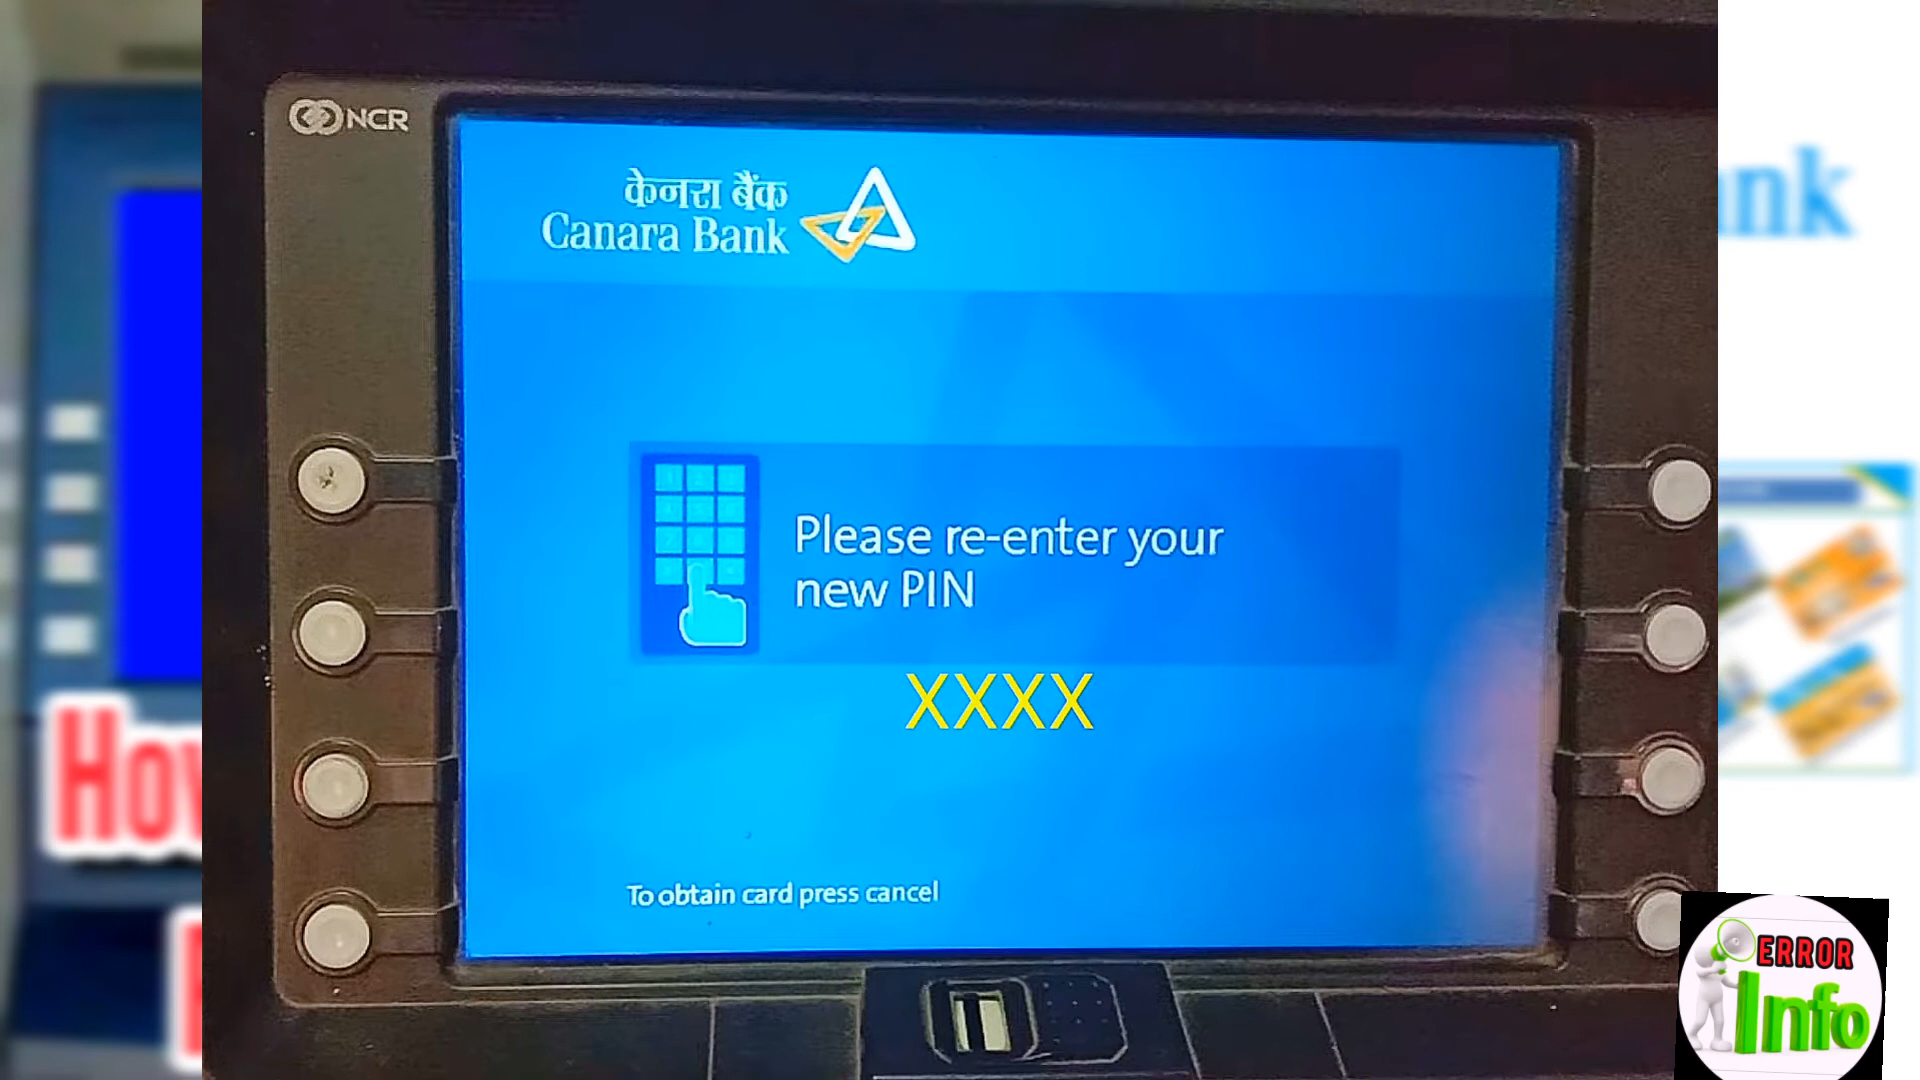 NCR
केनरा बैंक
Canara Bank
Please re-enter your
new PIN
XXXX
To obtain card press cancel
ERROR
Info